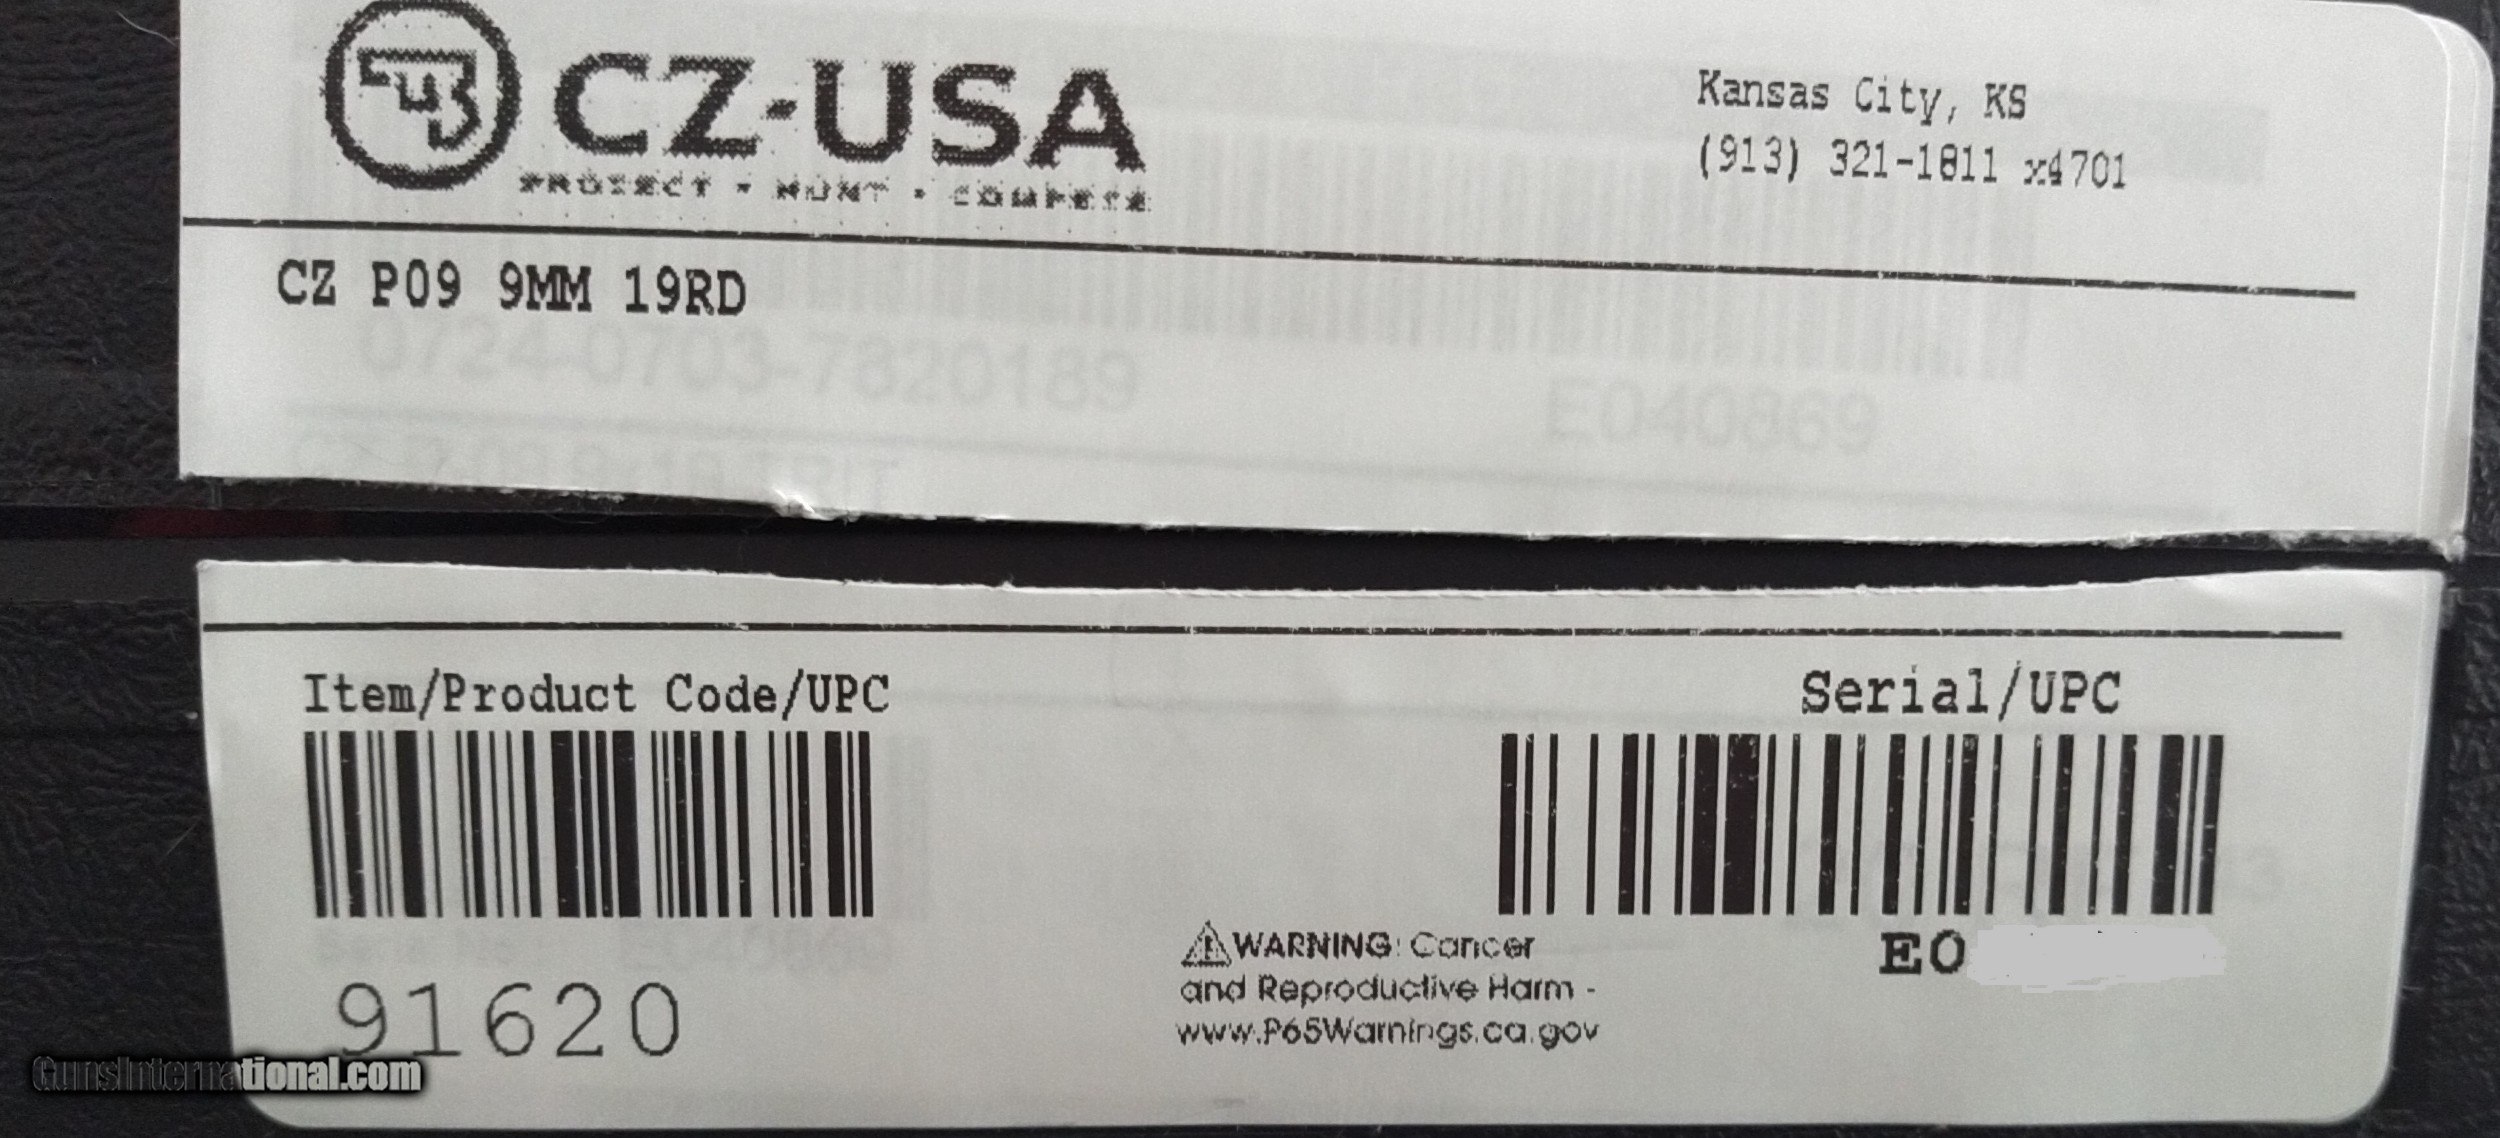 CZ-USA
PROTECT · HUNT · COMPETE
Kansas City, KS
(913) 321-1811 x4701
CZ P09 9MM 19RD
Item/Product Code/UPC
Serial/UPC
91620
EO
WARNING: Cancer
and Reproductive Harm -
www.P65Warnings.ca.gov
GunsInternational.com